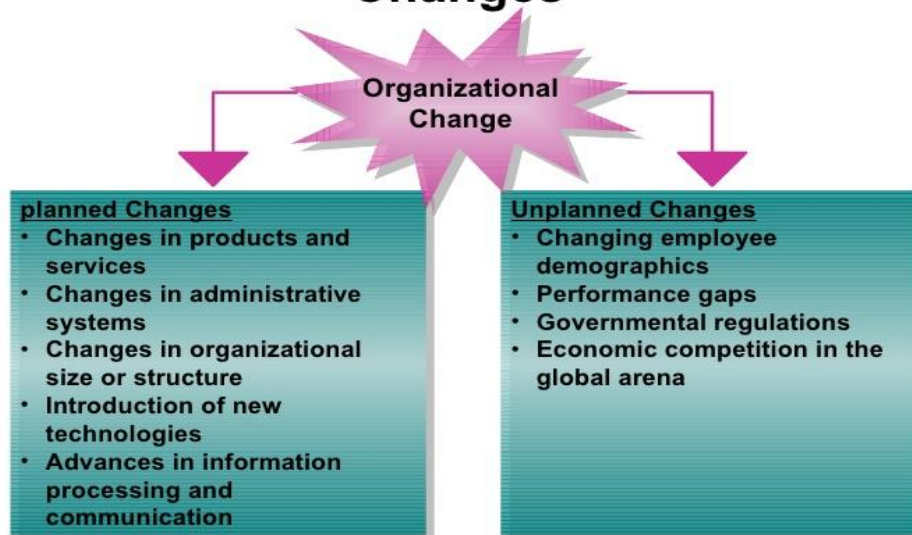 Changes
Organizational
Change
planned Changes
• Changes in products and
services
• Changes in administrative
systems
• Changes in organizational
size or structure
• Introduction of new
technologies
• Advances in information
processing and
communication
Unplanned Changes
• Changing employee
demographics
• Performance gaps
• Governmental regulations
• Economic competition in the
global arena